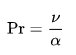 Pr = ν/α